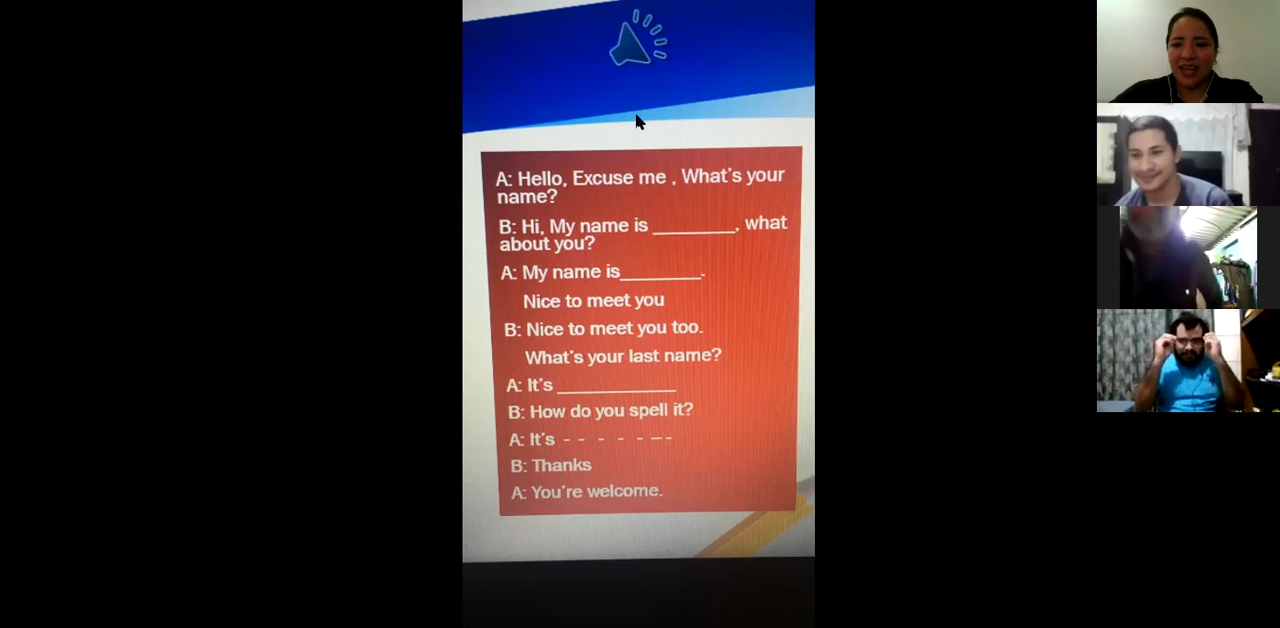 A: Hello, Excuse me , What's your
name?
B: Hi, My name is ________, what
about you?
A: My name is________.
Nice to meet you
B: Nice to meet you too.
What's your last name?
A: It's ____________
B: How do you spell it?
A: It's - - - - - – -
B: Thanks
A: You're welcome.